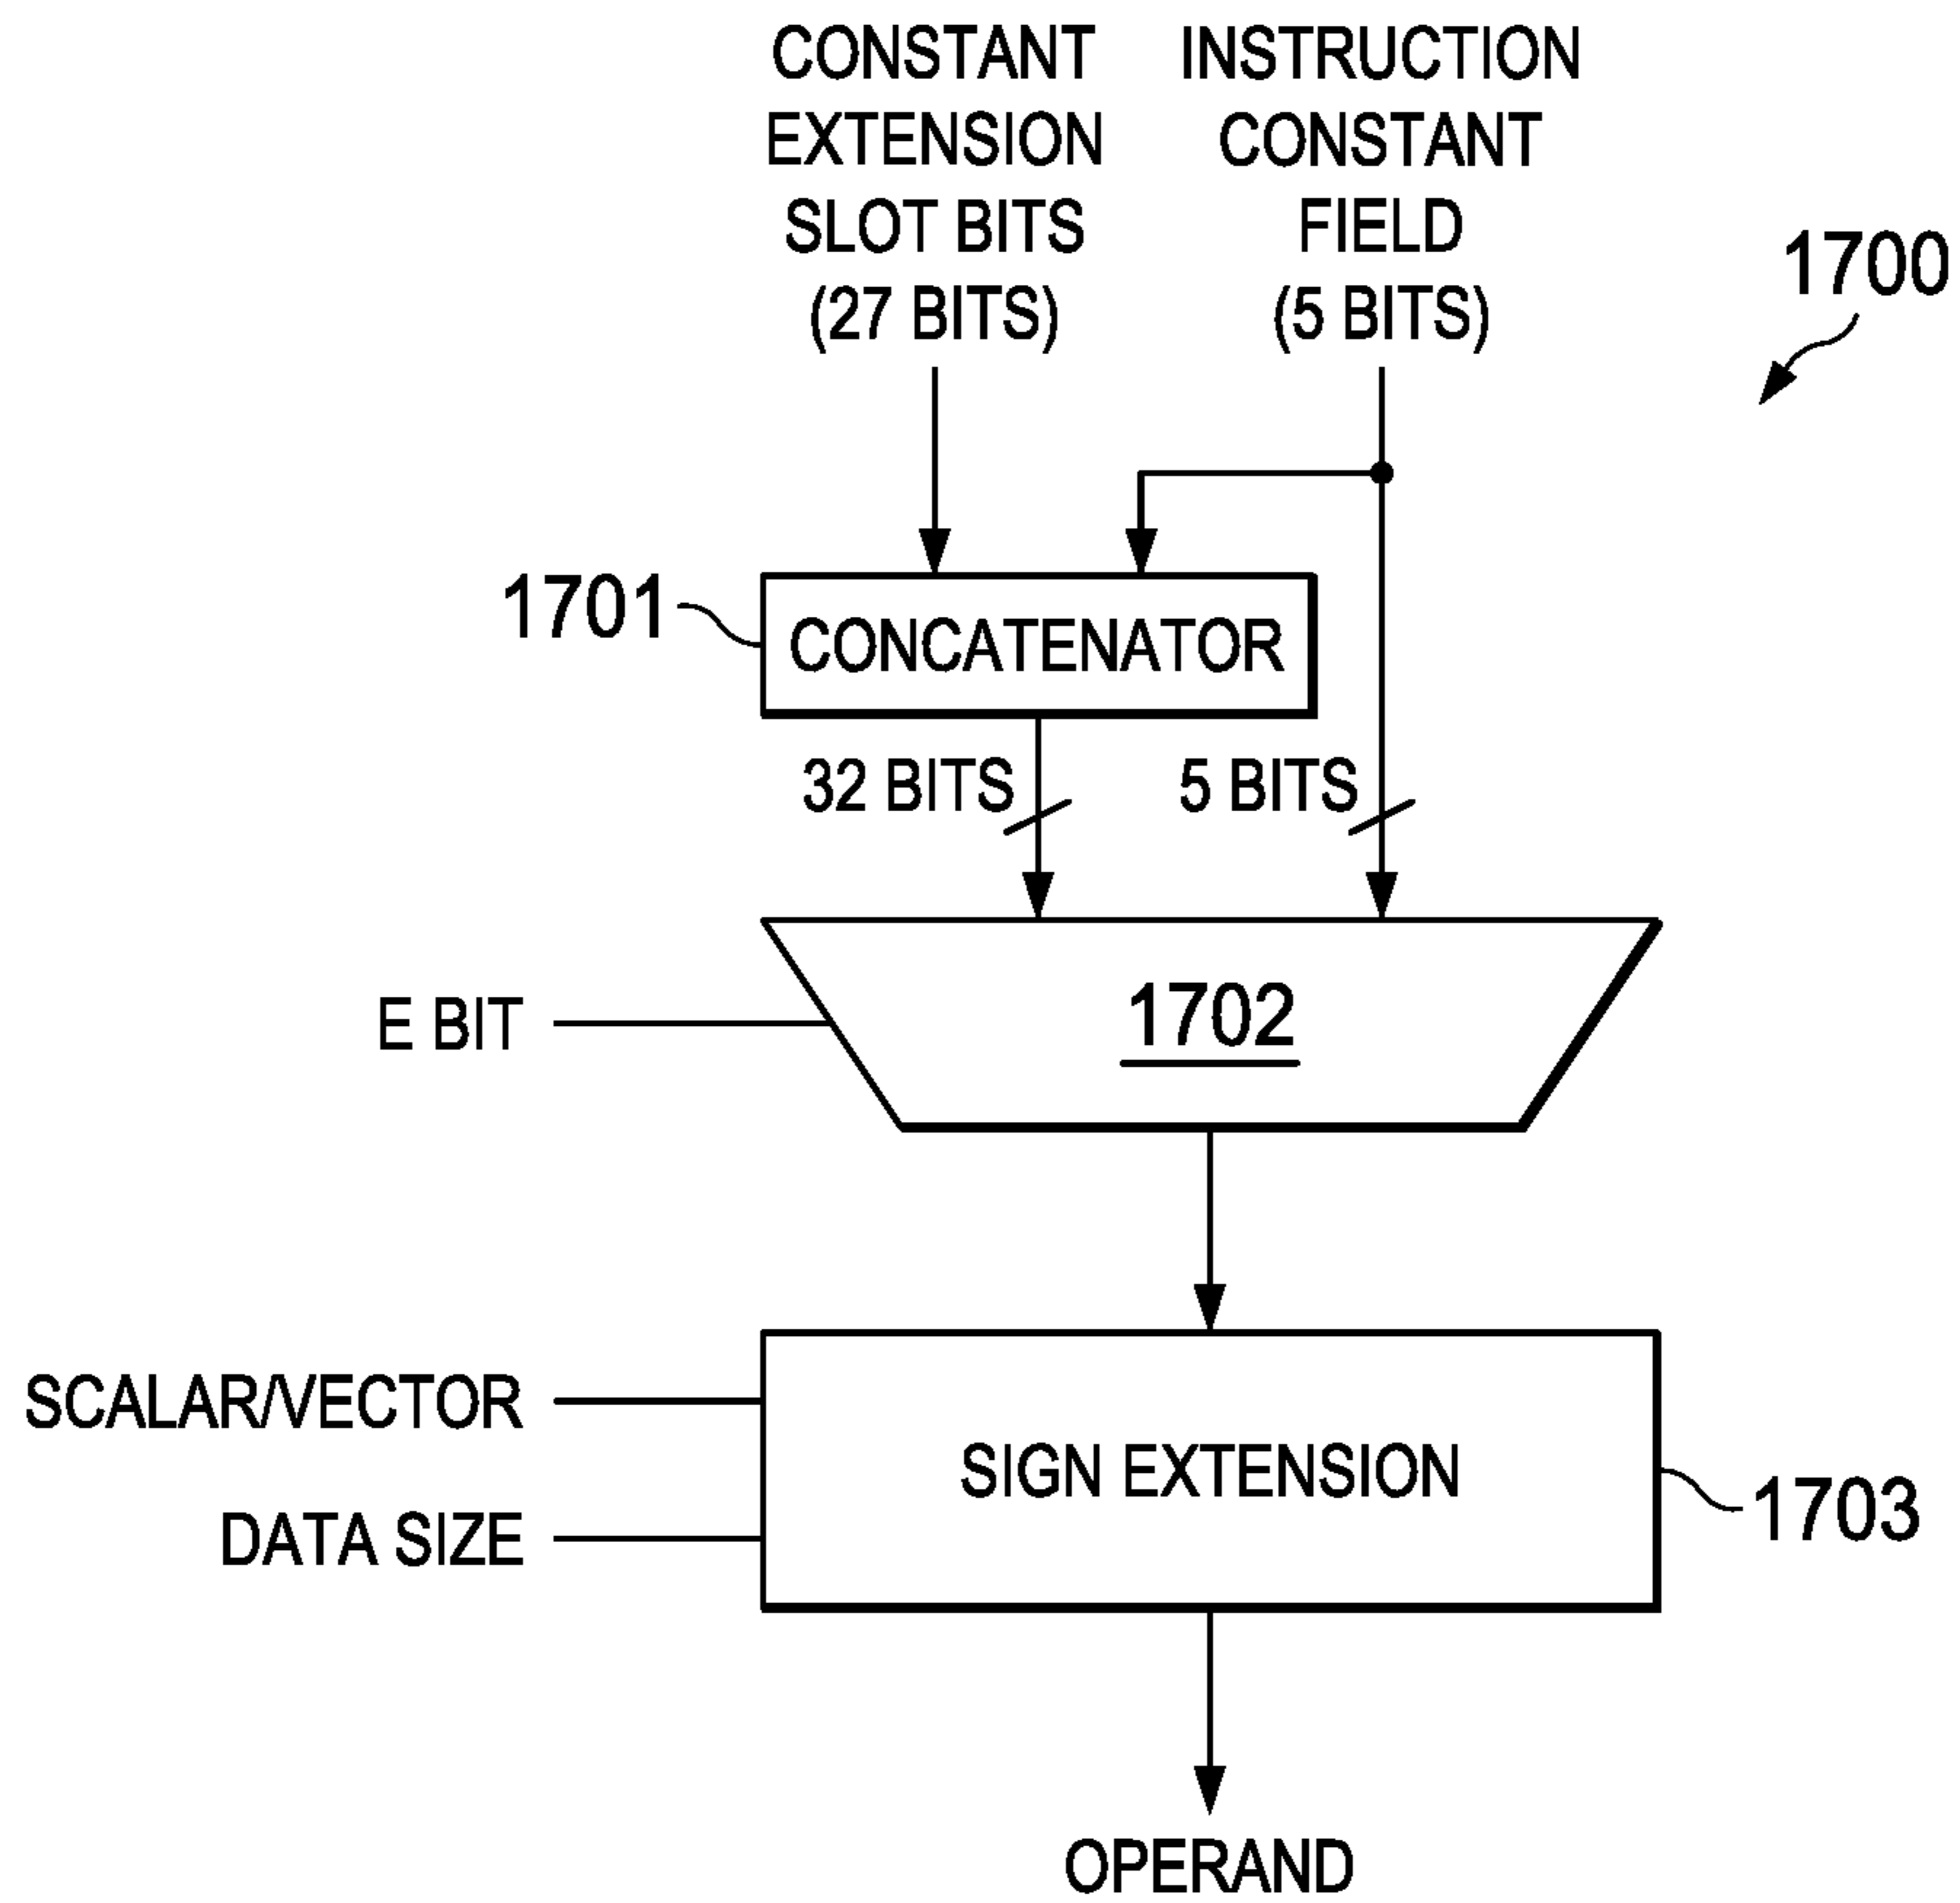 CONSTANT
EXTENSION
SLOT BITS
(27 BITS)
INSTRUCTION
CONSTANT
FIELD
(5 BITS)
1700
1701
CONCATENATOR
32 BITS
5 BITS
E BIT
1702
SCALAR/VECTOR
DATA SIZE
SIGN EXTENSION
1703
OPERAND